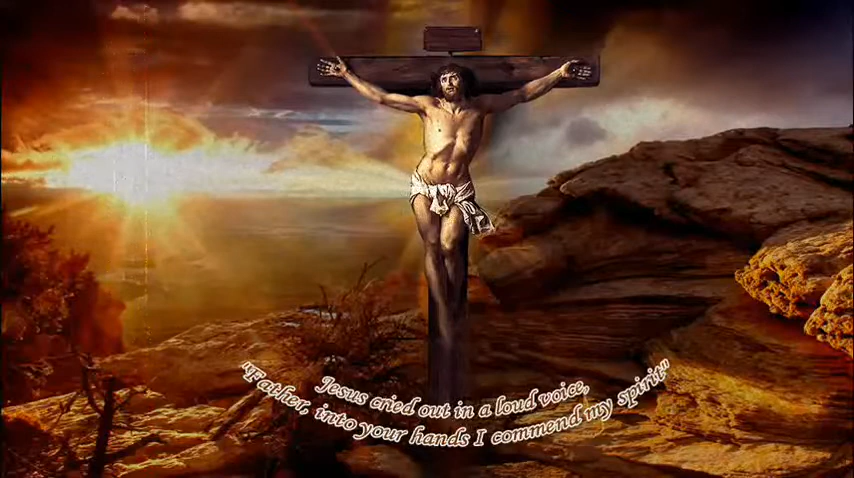 Jesus cried out in a loud voice,
"Father, into your hands I commend my spirit"